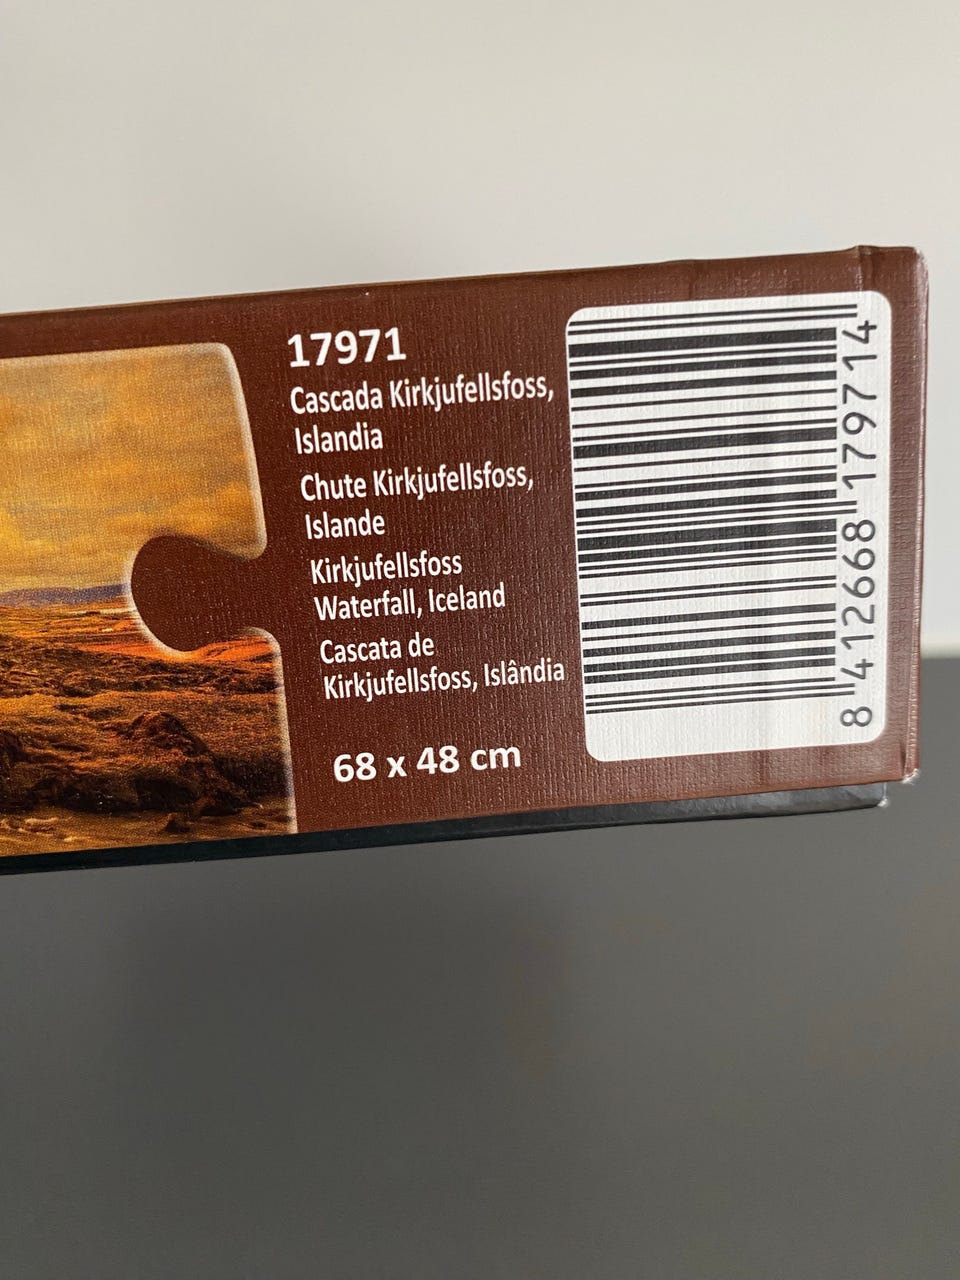 17971
Cascada Kirkjufellsfoss,
Islandia
Chute Kirkjufellsfoss,
Islande
Kirkjufellsfoss
Waterfall, Iceland
Cascata de
Kirkjufellsfoss, Islândia
68 x 48 cm
8 412668 179714